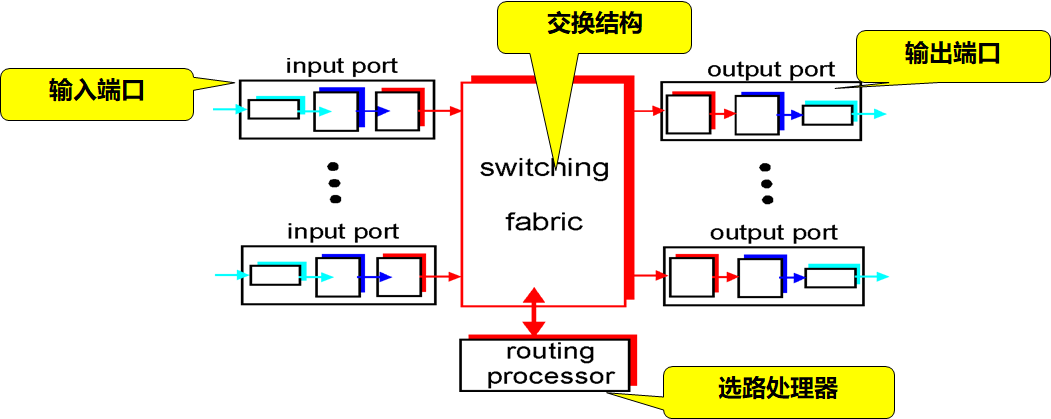 交换结构
输出端口
input port
output port
输入端口
switching
fabric
input port
output port
routing
processor
选路处理器